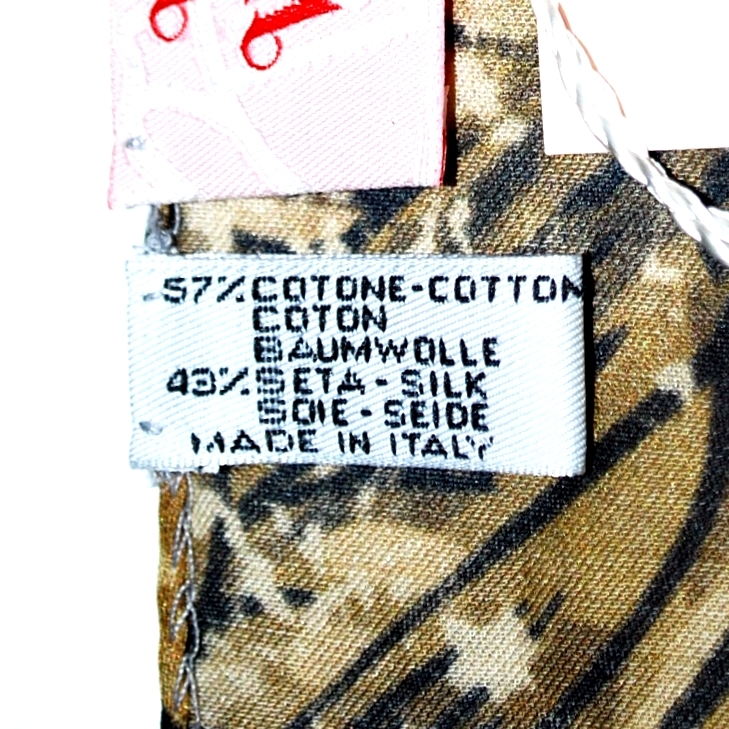 57%COTONE-COTTON
COTON
BAUMWOLLE
43%SETA-SILK
SOIE-SEIDE
MADE IN ITALY